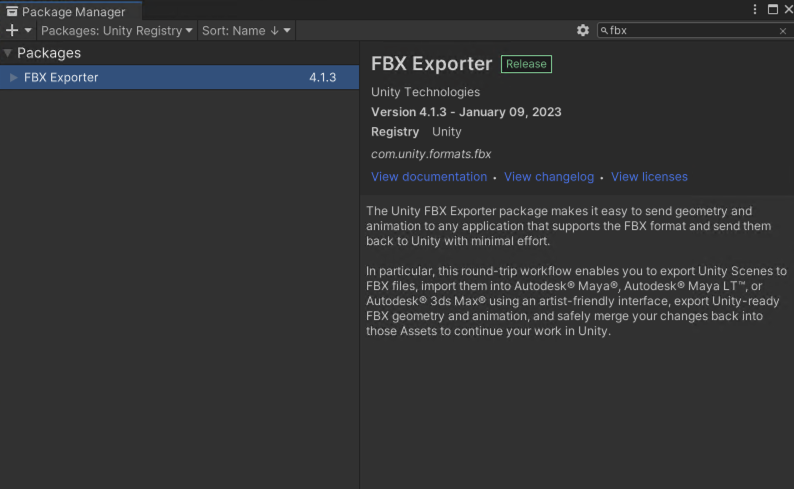 Package Manager
Packages: Unity Registry Sort: Name ↓ fbx
Packages
FBX Exporter 4.1.3
FBX Exporter Release
Unity Technologies
Version 4.1.3 - January 09, 2023
Registry Unity
com.unity.formats.fbx
View documentation • View changelog • View licenses
The Unity FBX Exporter package makes it easy to send geometry and
animation to any application that supports the FBX format and send them
back to Unity with minimal effort.
In particular, this round-trip workflow enables you to export Unity Scenes to
FBX files, import them into Autodesk® Maya®, Autodesk® Maya LT™, or
Autodesk® 3ds Max® using an artist-friendly interface, export Unity-ready
FBX geometry and animation, and safely merge your changes back into
those Assets to continue your work in Unity.